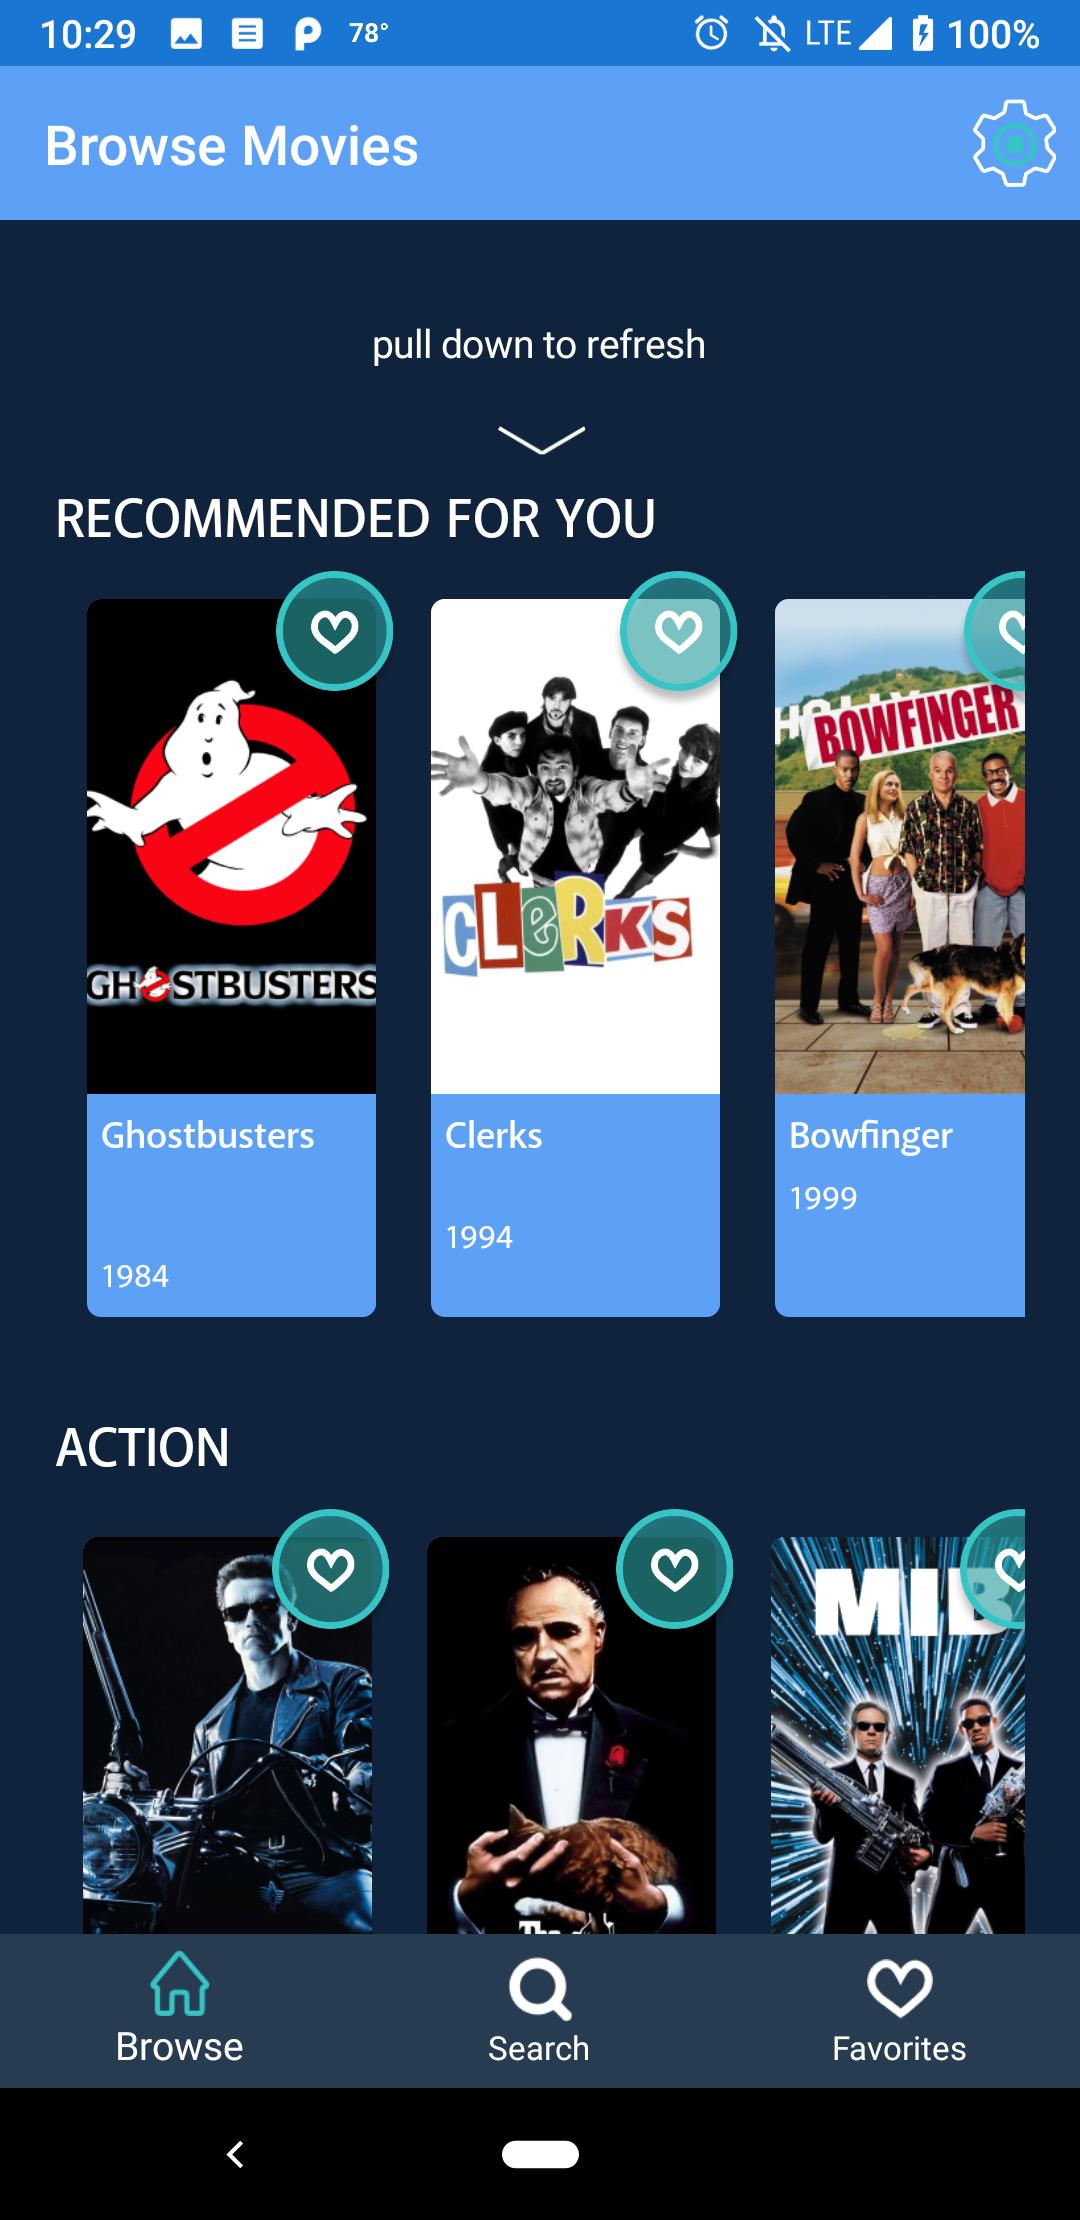 10:29 78° LTE 100%
Browse Movies
pull down to refresh
RECOMMENDED FOR YOU
BOWFINGER
CLERKS
GHOSTBUSTERS
Ghostbusters Clerks Bowfinger
1999
1994
1984
ACTION
MIB
Browse Search Favorites